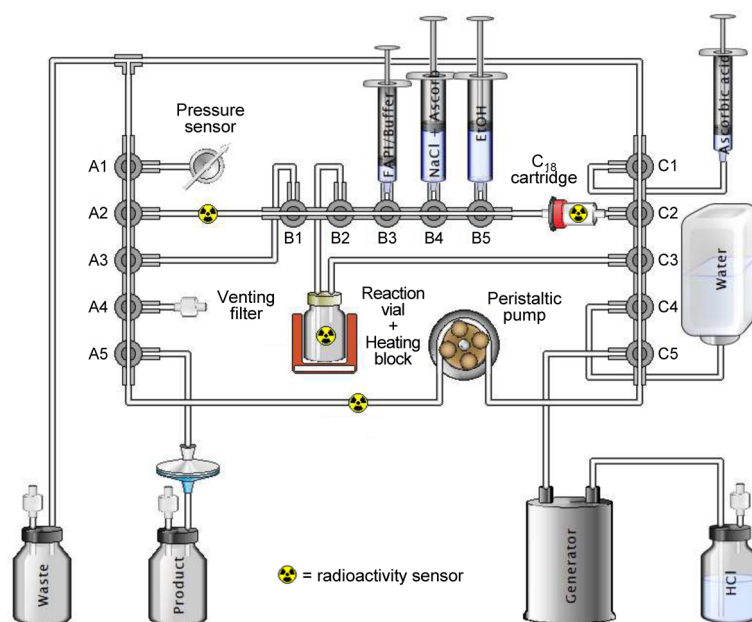 Pressure
sensor
FAPI/Buffer
NaCl + Ascorb
EtOH
Ascorbic acid
C18
cartridge
A1
C1
A2
C2
B1
B2
B3
B4
B5
A3
C3
Water
A4
Venting
filter
Reaction
vial
+
Heating
block
Peristaltic
pump
C4
A5
C5
Waste
Product
= radioactivity sensor
Generator
HCl